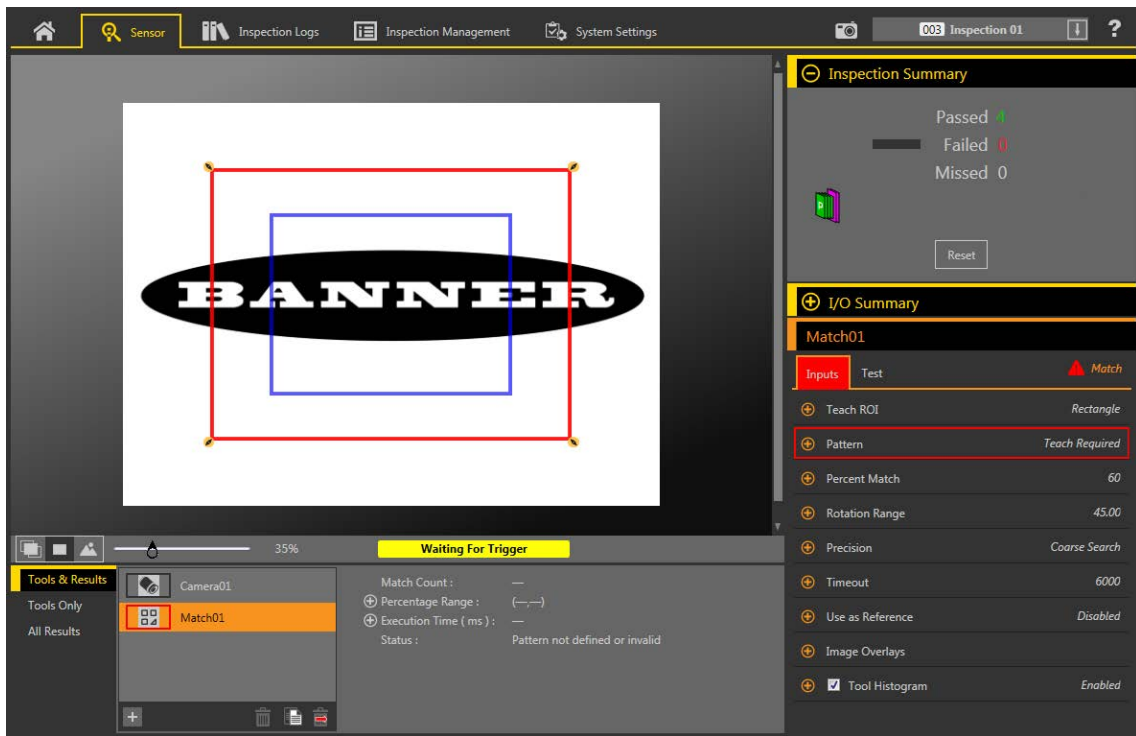 Sensor
Inspection Logs
Inspection Management
System Settings
003 Inspection 01
?
Inspection Summary
Passed 4
Failed 0
Missed 0
P
Reset
BANNER
I/O Summary
Match01
Inputs Test Match
Teach ROI Rectangle
Pattern Teach Required
Percent Match 60
Rotation Range 45.00
Precision Coarse Search
Timeout 6000
Use as Reference Disabled
Image Overlays
Tool Histogram Enabled
35% Waiting For Trigger
Tools & Results
Tools Only
All Results
Camera01
Match01
Match Count : —
Percentage Range : (—,—)
Execution Time ( ms ) : —
Status : Pattern not defined or invalid